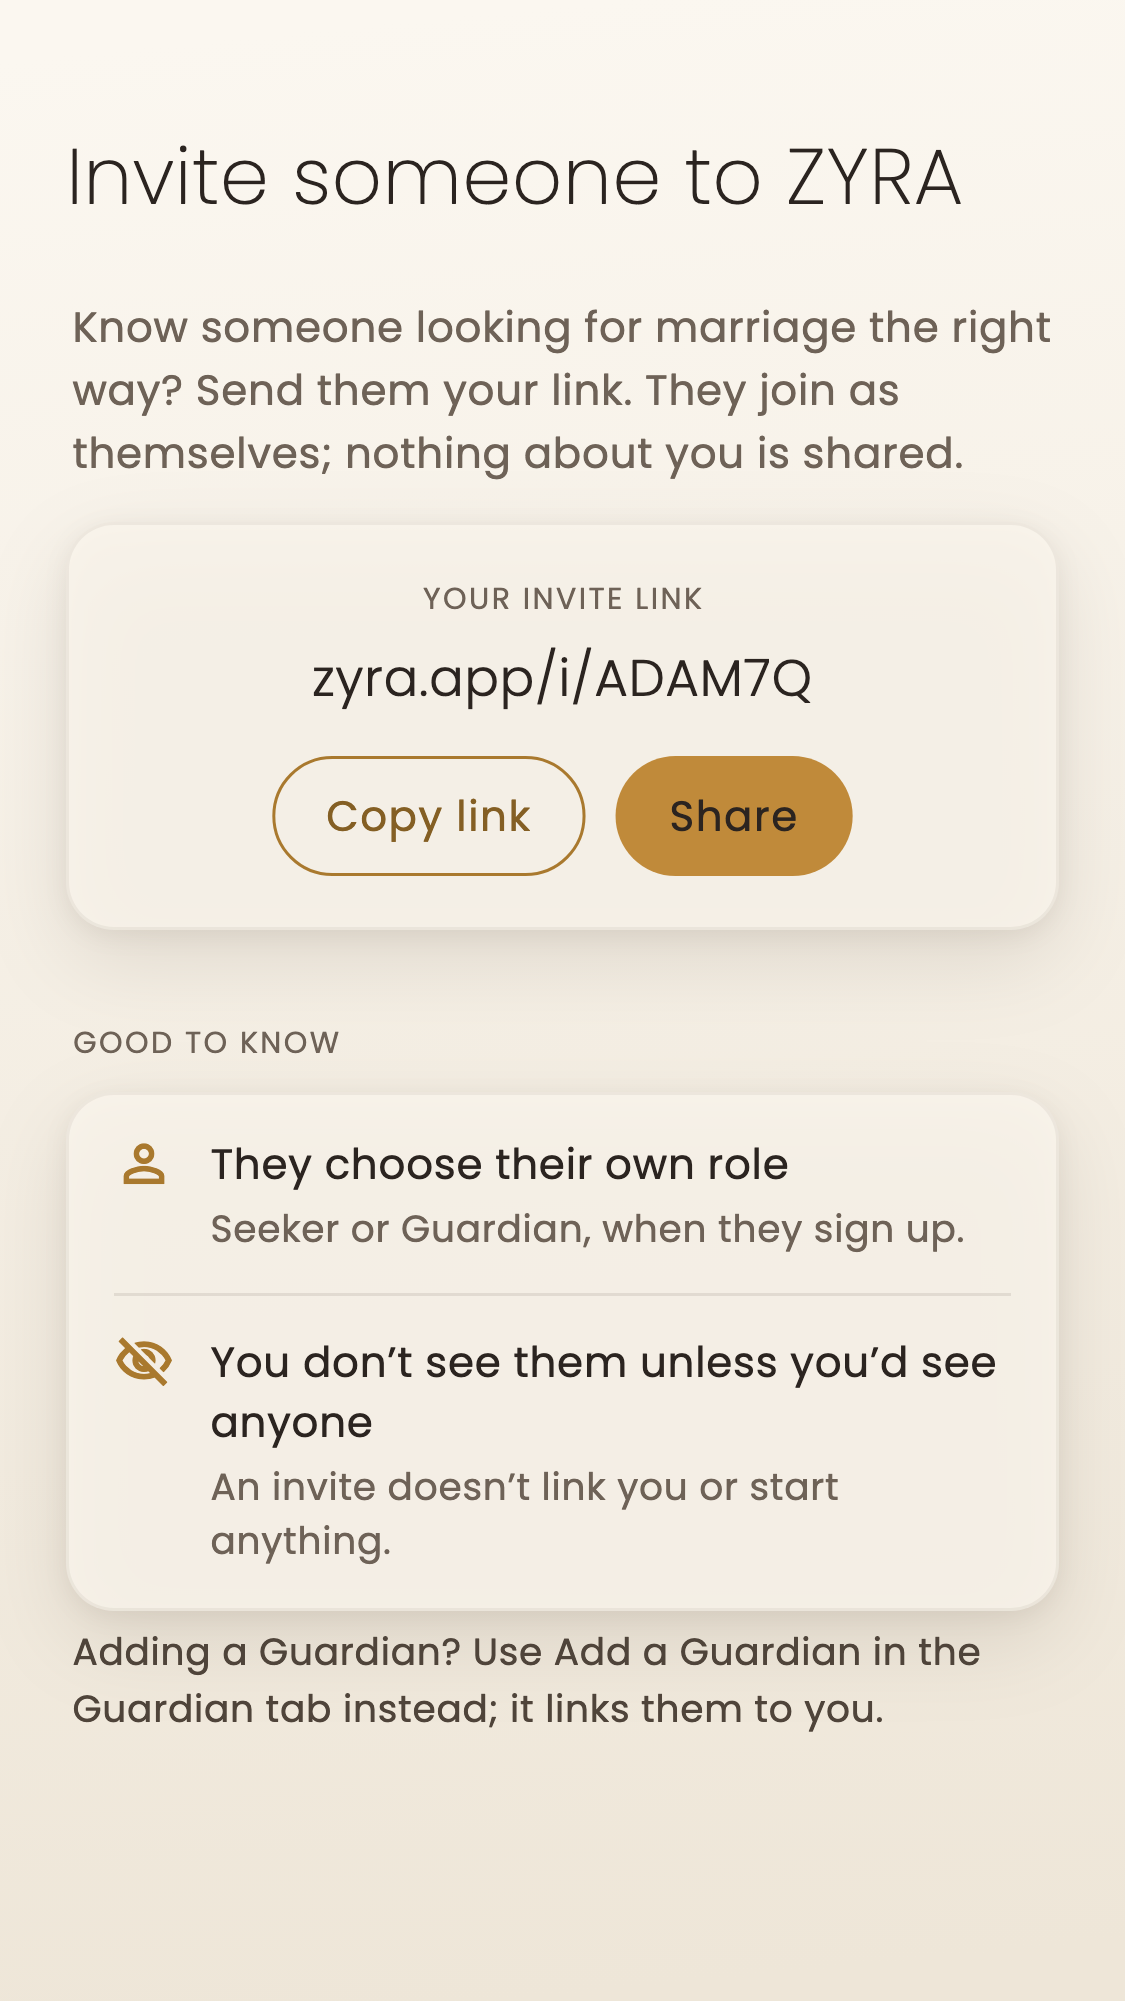 Invite someone to ZYRA
Know someone looking for marriage the right
way? Send them your link. They join as
themselves; nothing about you is shared.
YOUR INVITE LINK
zyra.app/i/ADAM7Q
Copy link
Share
GOOD TO KNOW
They choose their own role
Seeker or Guardian, when they sign up.
You don’t see them unless you’d see
anyone
An invite doesn’t link you or start
anything.
Adding a Guardian? Use Add a Guardian in the
Guardian tab instead; it links them to you.